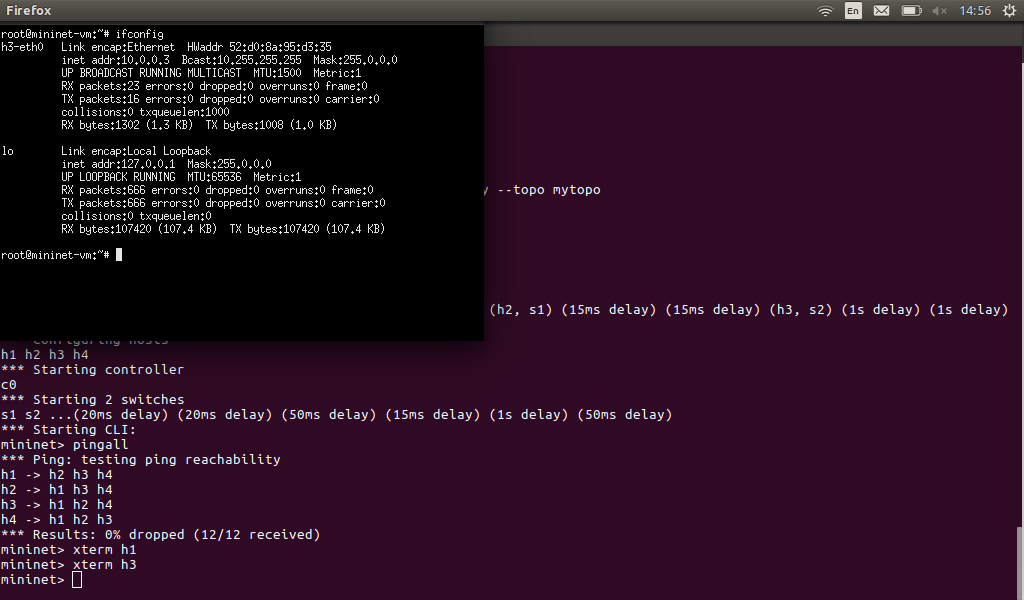 Firefox
En
14:56
root@mininet-vm:~# ifconfig
h3-eth0 Link encap:Ethernet HWaddr 52:d0:8a:95:d3:35
inet addr:10.0.0.3 Bcast:10.255.255.255 Mask:255.0.0.0
UP BROADCAST RUNNING MULTICAST MTU:1500 Metric:1
RX packets:23 errors:0 dropped:0 overruns:0 frame:0
TX packets:16 errors:0 dropped:0 overruns:0 carrier:0
collisions:0 txqueuelen:1000
RX bytes:1302 (1.3 KB) TX bytes:1008 (1.0 KB)
lo Link encap:Local Loopback
inet addr:127.0.0.1 Mask:255.0.0.0
UP LOOPBACK RUNNING MTU:65536 Metric:1
RX packets:666 errors:0 dropped:0 overruns:0 frame:0
TX packets:666 errors:0 dropped:0 overruns:0 carrier:0
collisions:0 txqueuelen:0
RX bytes:107420 (107.4 KB) TX bytes:107420 (107.4 KB)
root@mininet-vm:~#
--topo mytopo
(h2, s1) (15ms delay) (15ms delay) (h3, s2) (1s delay) (1s delay)
Configuring hosts
h1 h2 h3 h4
*** Starting controller
c0
*** Starting 2 switches
s1 s2 ...(20ms delay) (20ms delay) (50ms delay) (15ms delay) (1s delay) (50ms delay)
*** Starting CLI:
mininet> pingall
*** Ping: testing ping reachability
h1 -> h2 h3 h4
h2 -> h1 h3 h4
h3 -> h1 h2 h4
h4 -> h1 h2 h3
*** Results: 0% dropped (12/12 received)
mininet> xterm h1
mininet> xterm h3
mininet>